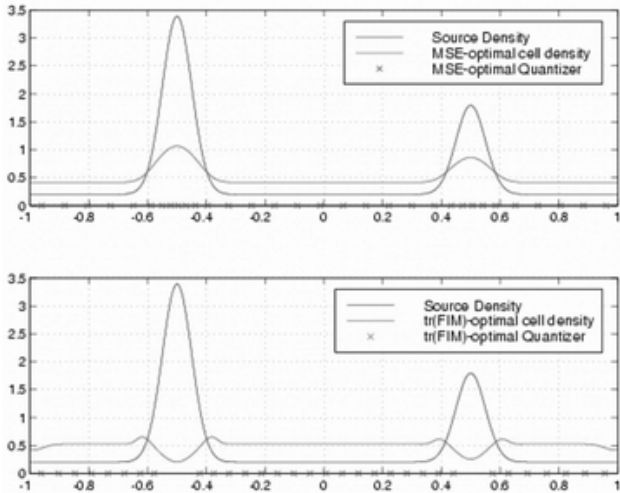 3.5
3
2.5
2
1.5
1
0.5
0
Source Density
MSE-optimal cell density
MSE-optimal Quantizer
-1 -0.8 -0.6 -0.4 -0.2 0 0.2 0.4 0.6 0.8 1
3.5
3
2.5
2
1.5
1
0.5
0
Source Density
tr(FIM)-optimal cell density
tr(FIM)-optimal Quantizer
-1 -0.8 -0.6 -0.4 -0.2 0 0.2 0.4 0.6 0.8 1